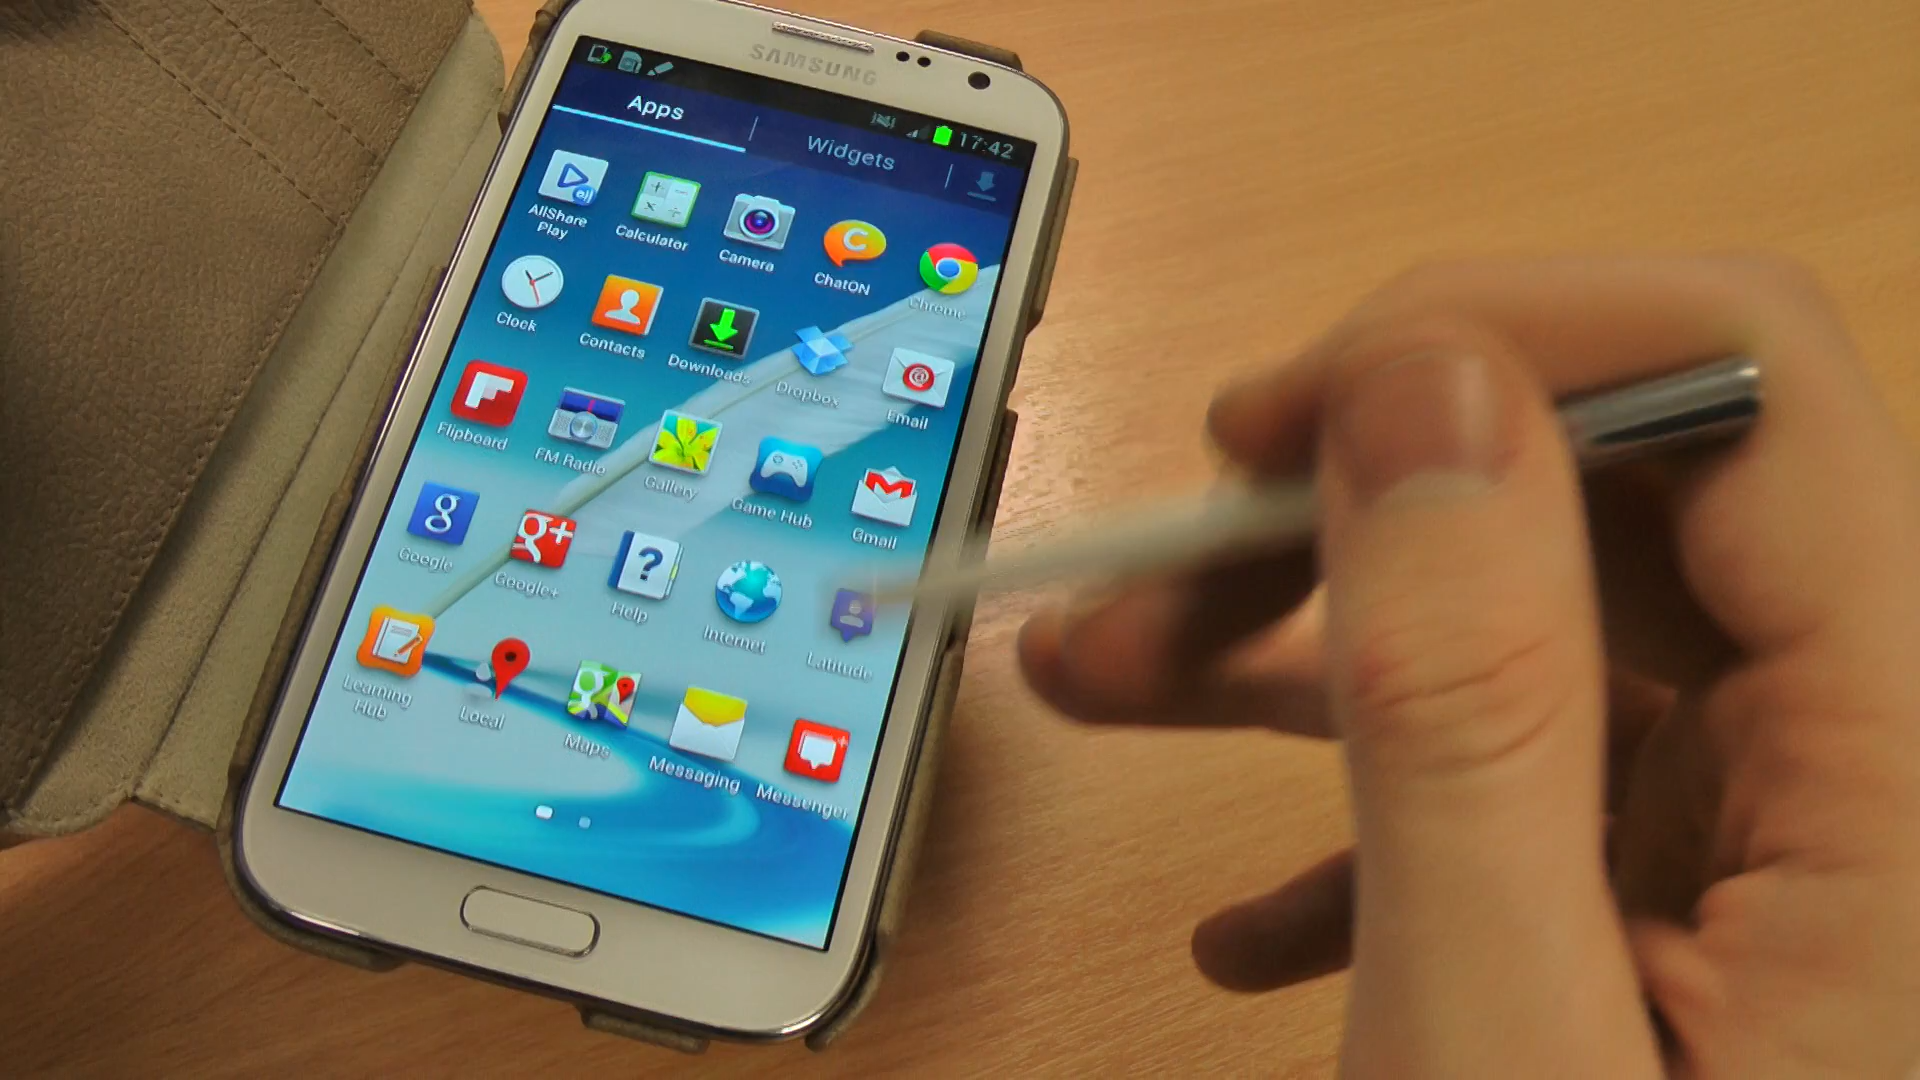 SAMSUNG
17:42
Apps
Widgets
AllShare
Play
Calculator
Camera
ChatON
Chrome
Clock
Contacts
Downloads
Dropbox
Email
Flipboard
FM Radio
Gallery
Game Hub
Gmail
Google
Google+
Help
Internet
Latitude
Learning
Hub
Local
Maps
Messaging
Messenger